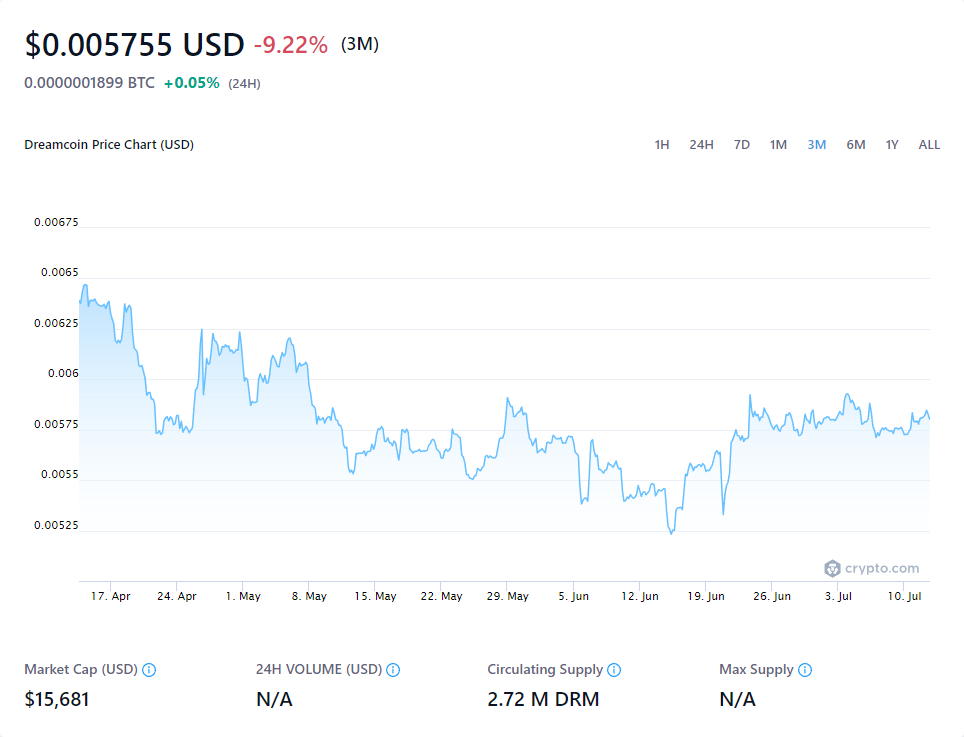 $0.005755 USD -9.22% (3M)
0.0000001899 BTC +0.05% (24H)
Dreamcoin Price Chart (USD) 1H 24H 7D 1M 3M 6M 1Y ALL
0.00675
0.0065
0.00625
0.006
0.00575
0.0055
0.00525
crypto.com
17. Apr 24. Apr 1. May 8. May 15. May 22. May 29. May 5. Jun 12. Jun 19. Jun 26. Jun 3. Jul 10. Jul
Market Cap (USD) 24H VOLUME (USD) Circulating Supply Max Supply
$15,681 N/A 2.72 M DRM N/A